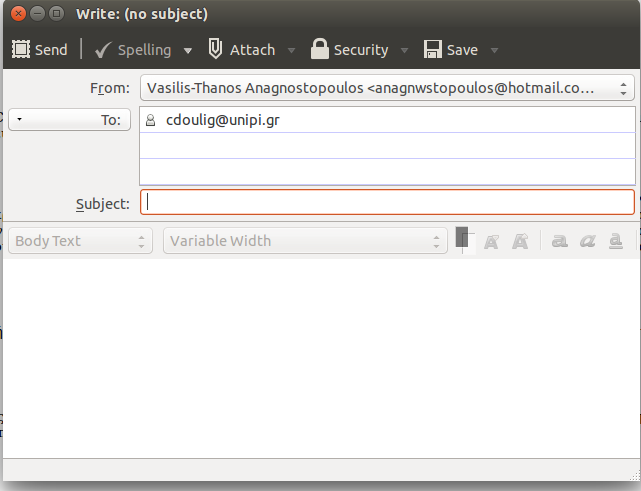 Write: (no subject)
Send Spelling Attach Security Save
From: Vasilis-Thanos Anagnostopoulos <anagnwstopoulos@hotmail.co...
To: cdoulig@unipi.gr
Subject:
Body Text Variable Width A A a a a